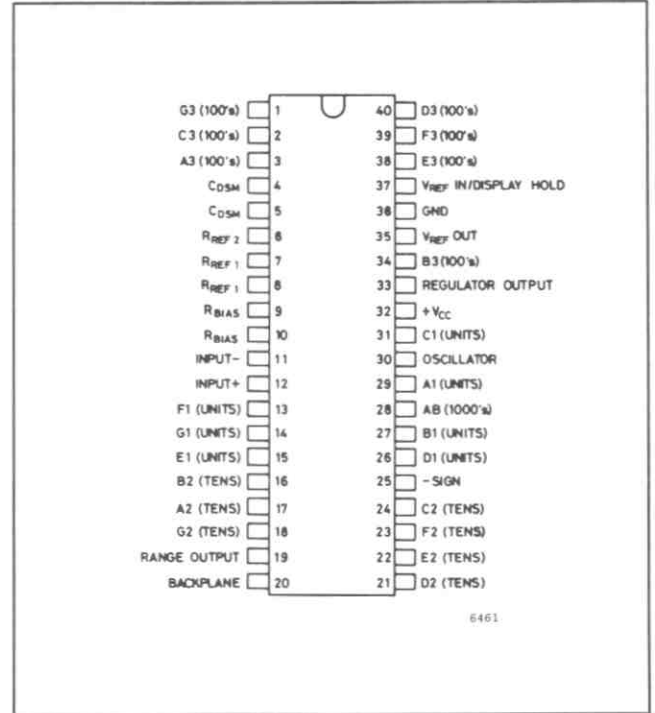 G3 (100's) 1 40 D3 (100's)
C3 (100's) 2 39 F3 (100's)
A3 (100's) 3 38 E3 (100's)
CDSM 4 37 VREF IN/DISPLAY HOLD
CDSM 5 36 GND
RREF 2 6 35 VREF OUT
RREF 1 7 34 B3 (100's)
RREF 1 8 33 REGULATOR OUTPUT
RBIAS 9 32 +VCC
RBIAS 10 31 C1 (UNITS)
INPUT- 11 30 OSCILLATOR
INPUT+ 12 29 A1 (UNITS)
F1 (UNITS) 13 28 AB (1000's)
G1 (UNITS) 14 27 B1 (UNITS)
E1 (UNITS) 15 26 D1 (UNITS)
B2 (TENS) 16 25 -SIGN
A2 (TENS) 17 24 C2 (TENS)
G2 (TENS) 18 23 F2 (TENS)
RANGE OUTPUT 19 22 E2 (TENS)
BACKPLANE 20 21 D2 (TENS)
6461